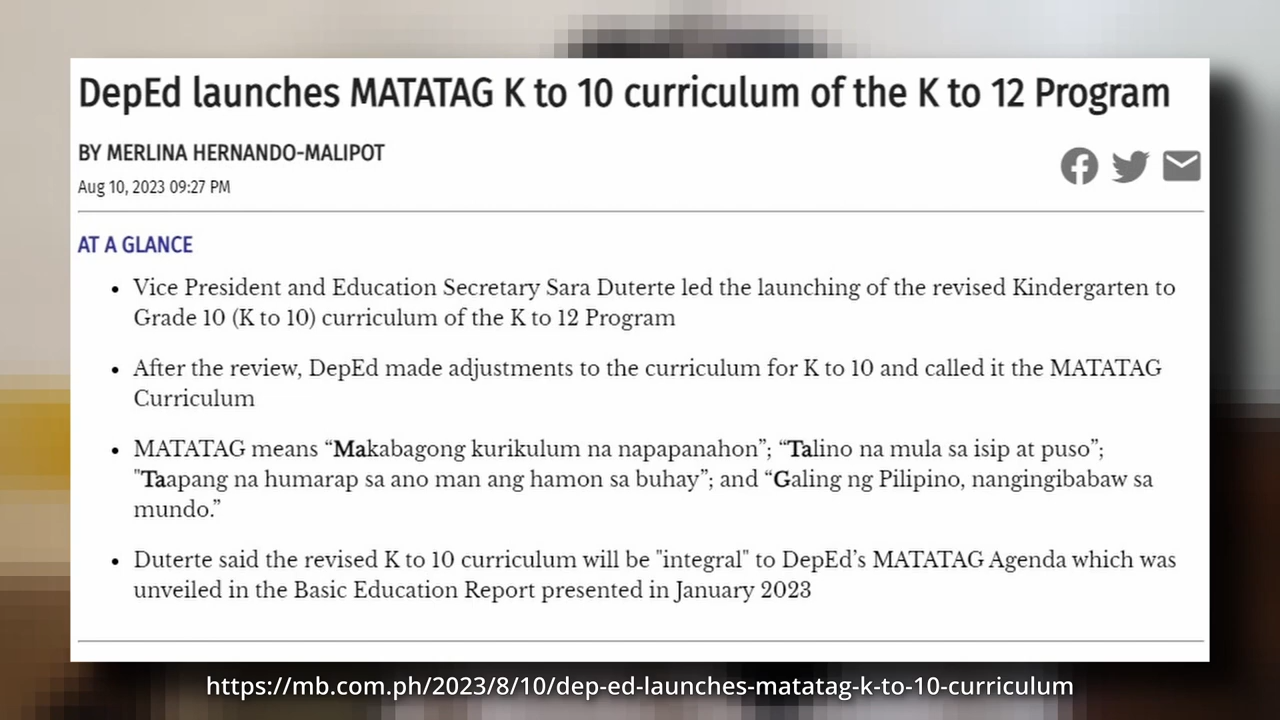 DepEd launches MATATAG K to 10 curriculum of the K to 12 Program
BY MERLINA HERNANDO-MALIPOT
Aug 10, 2023 09:27 PM
AT A GLANCE
• Vice President and Education Secretary Sara Duterte led the launching of the revised Kindergarten to
Grade 10 (K to 10) curriculum of the K to 12 Program
• After the review, DepEd made adjustments to the curriculum for K to 10 and called it the MATATAG
Curriculum
• MATATAG means “Makabagong kurikulum na napapanahon”; “Talino na mula sa isip at puso”;
"Taapang na humarap sa ano man ang hamon sa buhay”; and “Galing ng Pilipino, nangingibabaw sa
mundo.”
• Duterte said the revised K to 10 curriculum will be "integral" to DepEd’s MATATAG Agenda which was
unveiled in the Basic Education Report presented in January 2023
https://mb.com.ph/2023/8/10/dep-ed-launches-matatag-k-to-10-curriculum